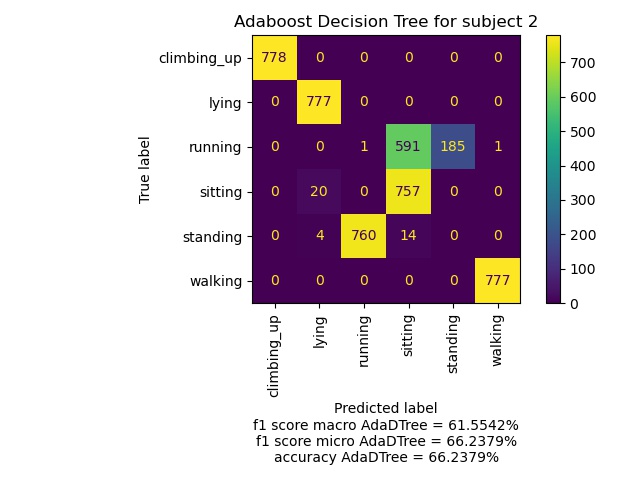 Adaboost Decision Tree for subject 2
True label
climbing_up 778 0 0 0 0 0
lying 0 777 0 0 0 0
running 0 0 1 591 185 1
sitting 0 20 0 757 0 0
standing 0 4 760 14 0 0
walking 0 0 0 0 0 777
climbing_up lying running sitting standing walking
700
600
500
400
300
200
100
0
Predicted label
f1 score macro AdaDTree = 61.5542%
f1 score micro AdaDTree = 66.2379%
accuracy AdaDTree = 66.2379%